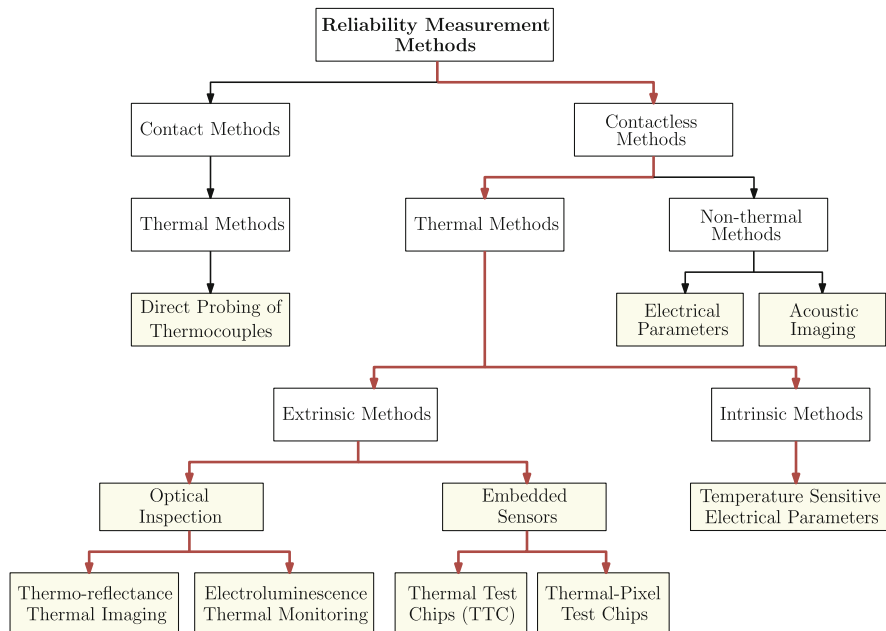 Reliability Measurement
Methods
Contact Methods
Contactless
Methods
Thermal Methods
Thermal Methods
Non-thermal
Methods
Direct Probing of
Thermocouples
Electrical
Parameters
Acoustic
Imaging
Extrinsic Methods
Intrinsic Methods
Optical
Inspection
Embedded
Sensors
Temperature Sensitive
Electrical Parameters
Thermo-reflectance
Thermal Imaging
Electroluminescence
Thermal Monitoring
Thermal Test
Chips (TTC)
Thermal-Pixel
Test Chips